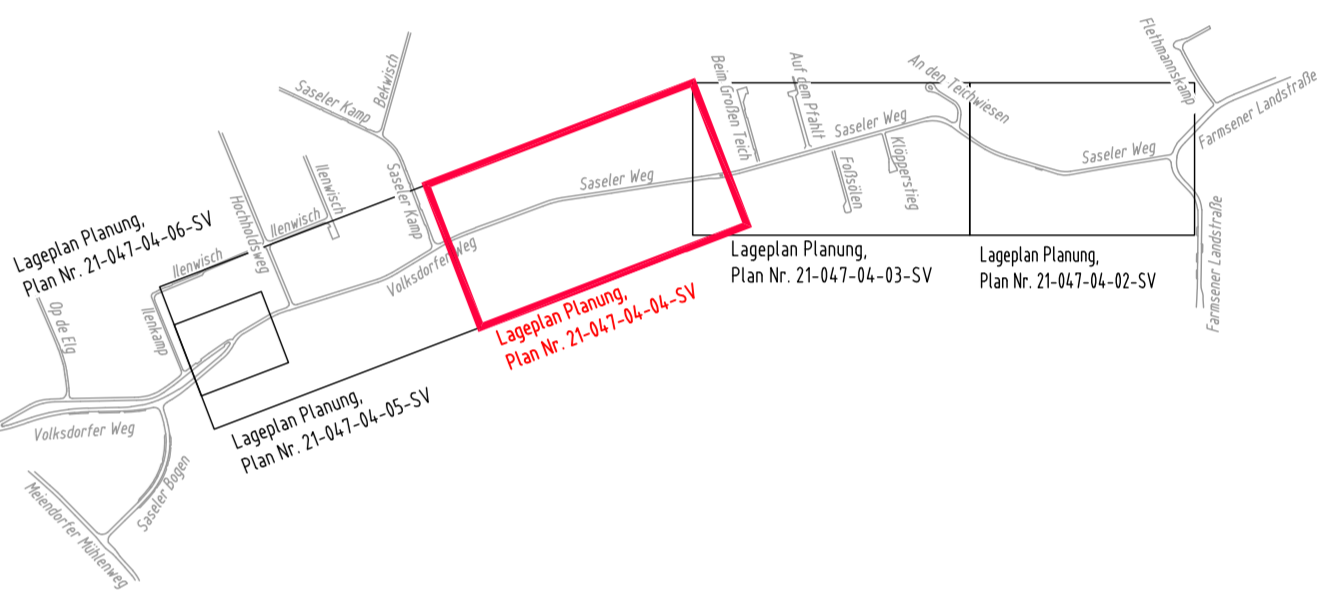 Flethmannskamp
Farmsener Landstraße
Bekwisch
Saseler Kamp
Beim Großen Teich
Auf dem Pfahlt
An den Teichwiesen
Saseler Weg
Saseler Weg
Klöpperstieg
Foßsölen
Saseler Weg
Ilenwisch
Saseler Kamp
Hochholdsweg
Ilenwisch
Lageplan Planung,
Plan Nr. 21-047-04-06-SV
Ilenwisch
Volksdorfer Weg
Lageplan Planung,
Plan Nr. 21-047-04-03-SV
Lageplan Planung,
Plan Nr. 21-047-04-02-SV
Farmsener Landstraße
Lageplan Planung,
Plan Nr. 21-047-04-04-SV
Op de Elg
Ilenkamp
Lageplan Planung,
Plan Nr. 21-047-04-05-SV
Volksdorfer Weg
Saseler Bogen
Meiendorfer Mühlenweg